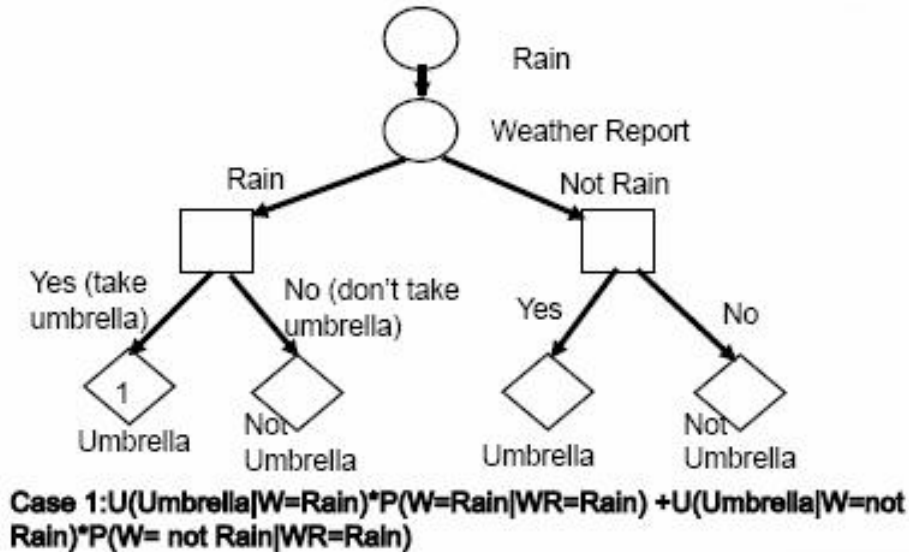 Rain
Weather Report
Rain
Not Rain
Yes (take
umbrella)
No (don't take
umbrella)
Yes
No
1
Umbrella
Not
Umbrella
Umbrella
Not
Umbrella
Case 1:U(Umbrella|W=Rain)*P(W=Rain|WR=Rain) +U(Umbrella|W=not
Rain)*P(W= not Rain|WR=Rain)